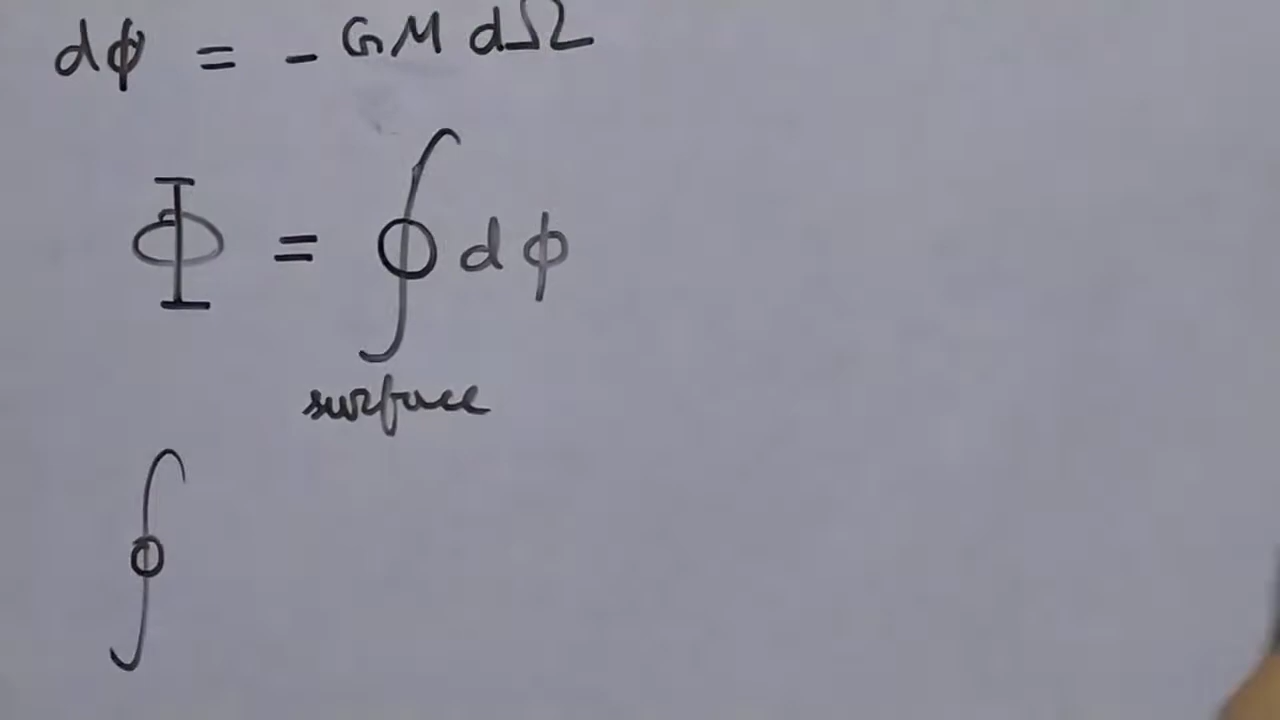 dϕ = - GM dΩ
Φ = ∮ dϕ
surface
∮